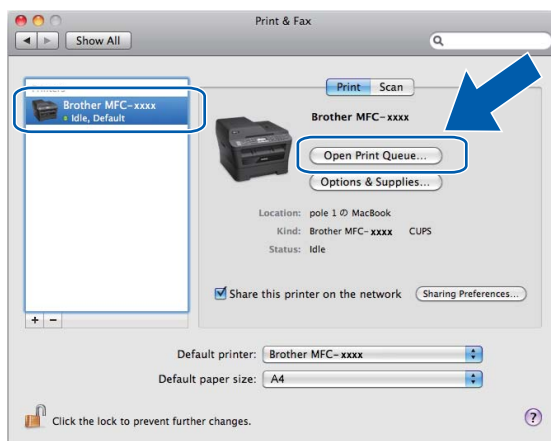 Print & Fax
Show All
Printers
Print Scan
Brother MFC-xxxx
Idle, Default
Brother MFC-xxxx
Open Print Queue...
Options & Supplies...
Location: pole 1 の MacBook
Kind: Brother MFC-xxxx CUPS
Status: Idle
Share this printer on the network Sharing Preferences...
+ −
Default printer: Brother MFC-xxxx
Default paper size: A4
Click the lock to prevent further changes. ?